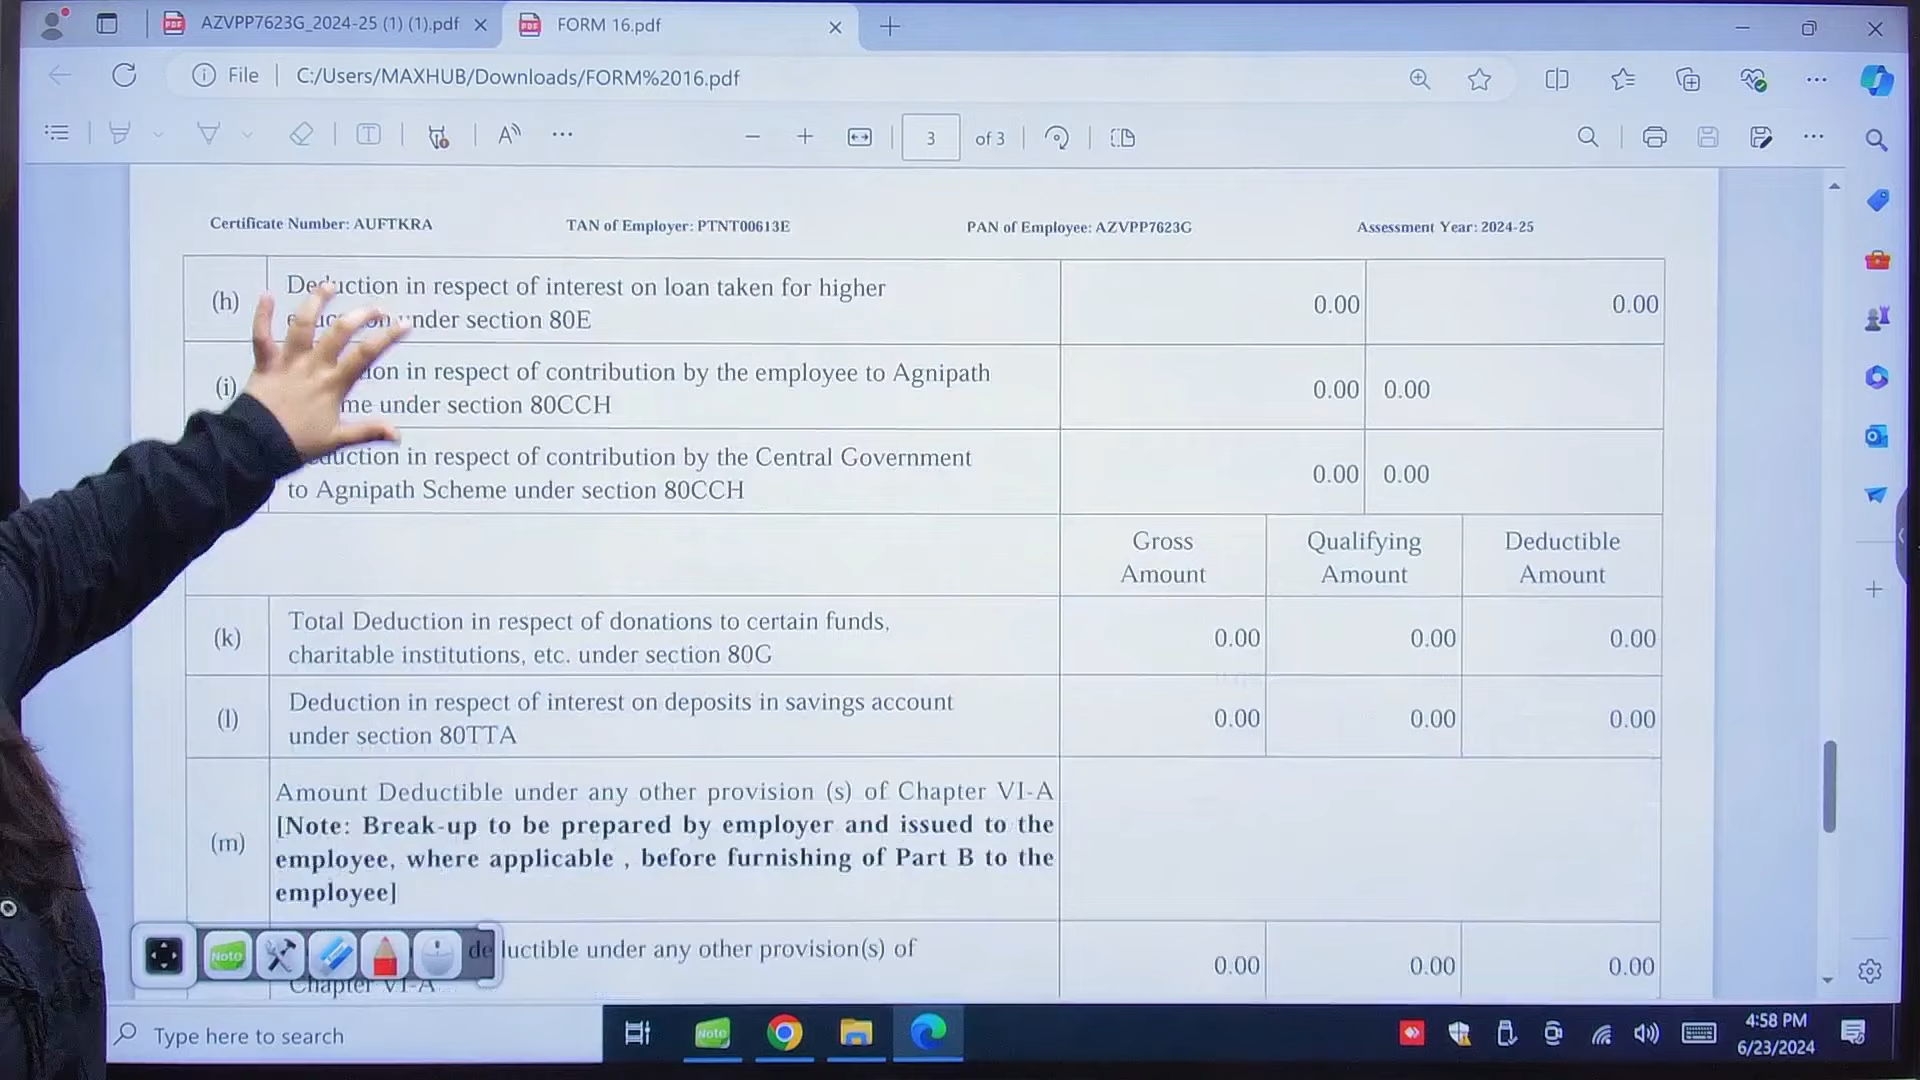 AZVPP7623G_2024-25 (1) (1).pdf
FORM 16.pdf
File
C:/Users/MAXHUB/Downloads/FORM%2016.pdf
3 of 3
Certificate Number: AUFTKRA TAN of Employer: PTNT00613E PAN of Employee: AZVPP7623G Assessment Year: 2024-25
(h) Deduction in respect of interest on loan taken for higher 0.00 0.00
under section 80E
(i) in respect of contribution by the employee to Agnipath 0.00 0.00
under section 80CCH
in respect of contribution by the Central Government 0.00 0.00
to Agnipath Scheme under section 80CCH
Gross Qualifying Deductible
Amount Amount Amount
(k) Total Deduction in respect of donations to certain funds, 0.00 0.00 0.00
charitable institutions, etc. under section 80G
(l) Deduction in respect of interest on deposits in savings account 0.00 0.00 0.00
under section 80TTA
(m) Amount Deductible under any other provision (s) of Chapter VI-A
[Note: Break-up to be prepared by employer and issued to the
employee, where applicable , before furnishing of Part B to the
employee]
under any other provision(s) of 0.00 0.00 0.00
Chapter VI-A
Note
Type here to search
Note
4:58 PM
6/23/2024